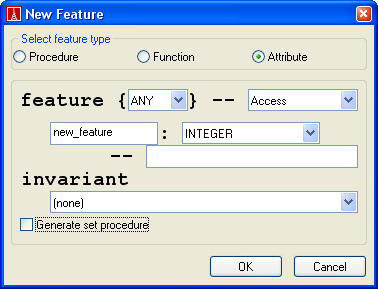 New Feature
Select feature type
Procedure Function Attribute
feature { ANY } -- Access
new_feature : INTEGER
--
invariant
(none)
Generate set procedure
OK Cancel